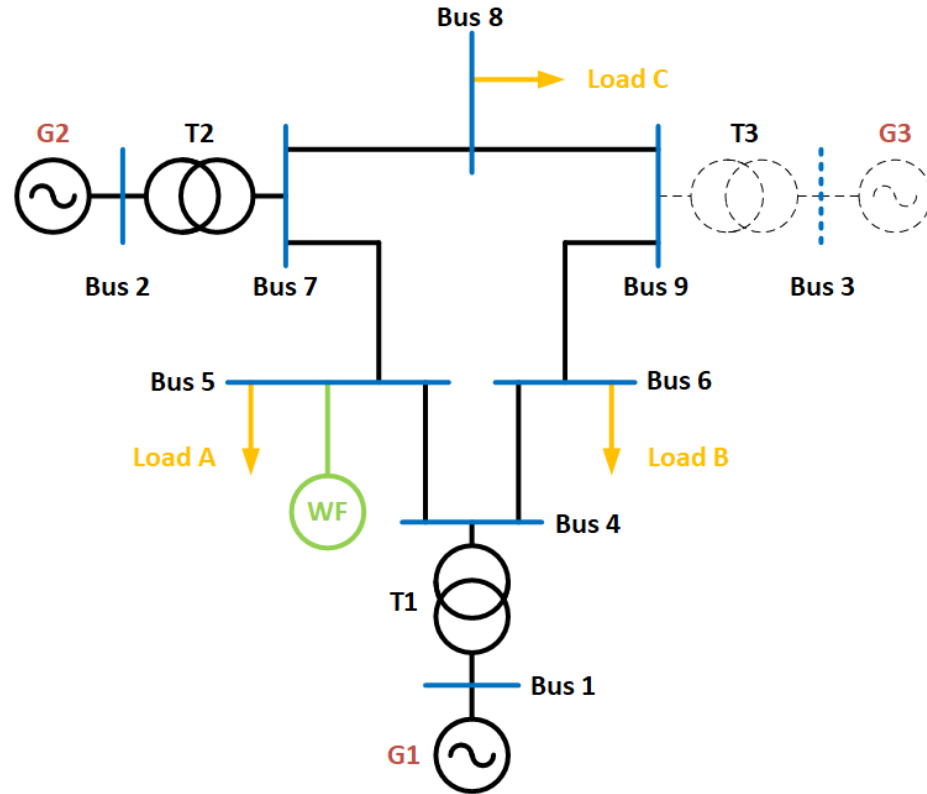 Bus 8
Load C
G2
T2
T3
G3
Bus 2
Bus 7
Bus 9
Bus 3
Bus 5
Bus 6
Load A
Load B
WF
Bus 4
T1
Bus 1
G1